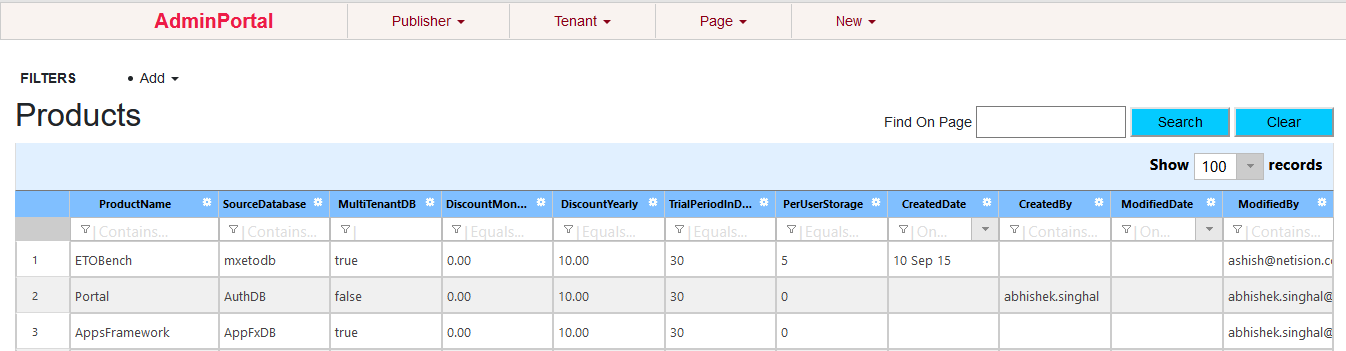 AdminPortal Publisher Tenant Page New
FILTERS • Add
Products
Find On Page Search Clear
Show 100 records
ProductName SourceDatabase MultiTenantDB DiscountMon... DiscountYearly TrialPeriodInD... PerUserStorage CreatedDate CreatedBy ModifiedDate ModifiedBy
|Contains... |Contains... | |Equals... |Equals... |Equals... |Equals... |On... |Contains... |On... |Contains...
1 ETOBench mxetodb true 0.00 10.00 30 5 10 Sep 15 ashish@netision.c
2 Portal AuthDB false 0.00 10.00 30 0 abhishek.singhal abhishek.singhal@
3 AppsFramework AppFxDB true 0.00 10.00 30 0 abhishek.singhal@